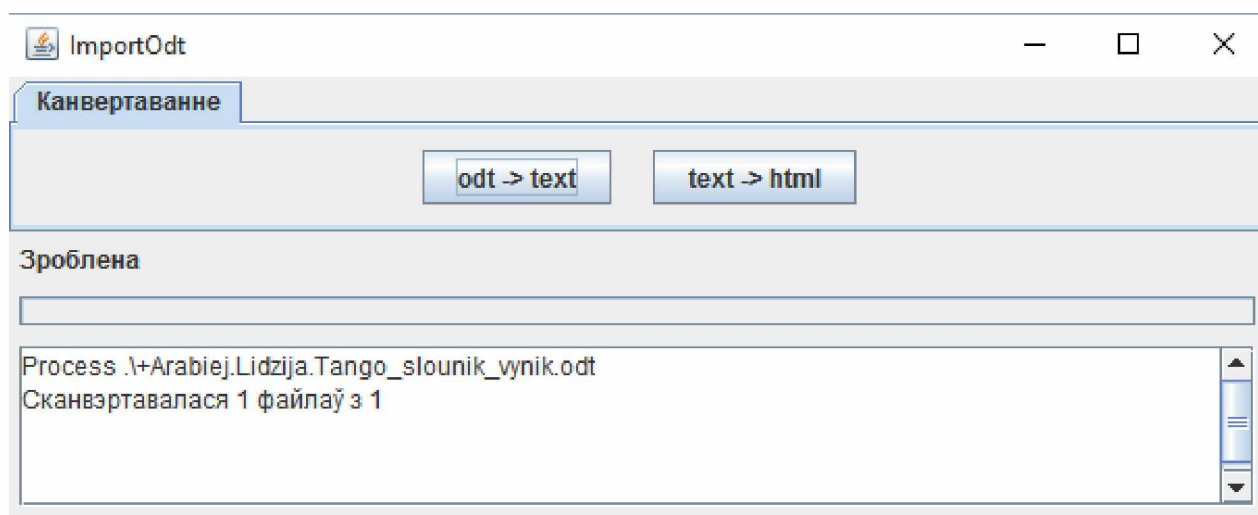 ImportOdt
Канвертаванне
odt -> text text -> html
Зроблена
Process .\+Arabiej.Lidzija.Tango_slounik_vynik.odt
Сканвэртавалася 1 файлаў з 1